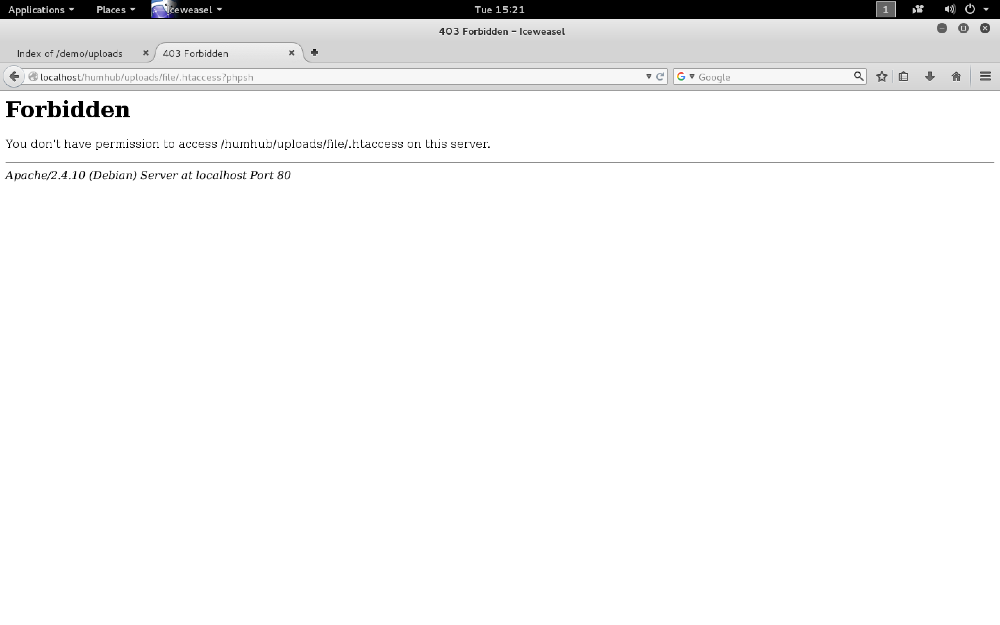 Applications Places Iceweasel Tue 15:21 1
403 Forbidden - Iceweasel
Index of /demo/uploads 403 Forbidden
localhost/humhub/uploads/file/.htaccess?phpsh Google
Forbidden
You don't have permission to access /humhub/uploads/file/.htaccess on this server.
Apache/2.4.10 (Debian) Server at localhost Port 80